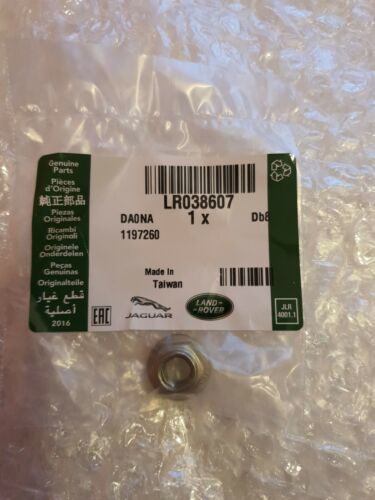 Genuine
Parts
Pièces
d'Origine
純正部品
Piezas
Originales
Ricambi
Originali
Originele
Onderdelen
Peças
Genuinas
Originalteile
قطع غيار
أصلية
2016
LR038607
DA0NA
1 x
Db8
1197260
Made In
Taiwan
EAC
JAGUAR
LAND-
ROVER
JLR
4001.1